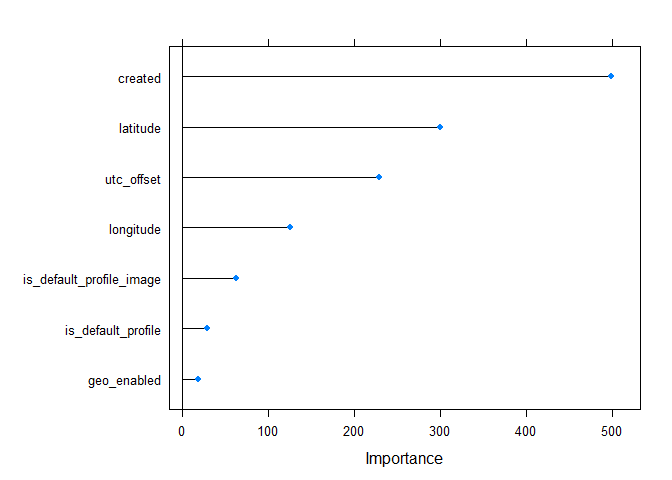 created
latitude
utc_offset
longitude
is_default_profile_image
is_default_profile
geo_enabled
0 100 200 300 400 500
Importance